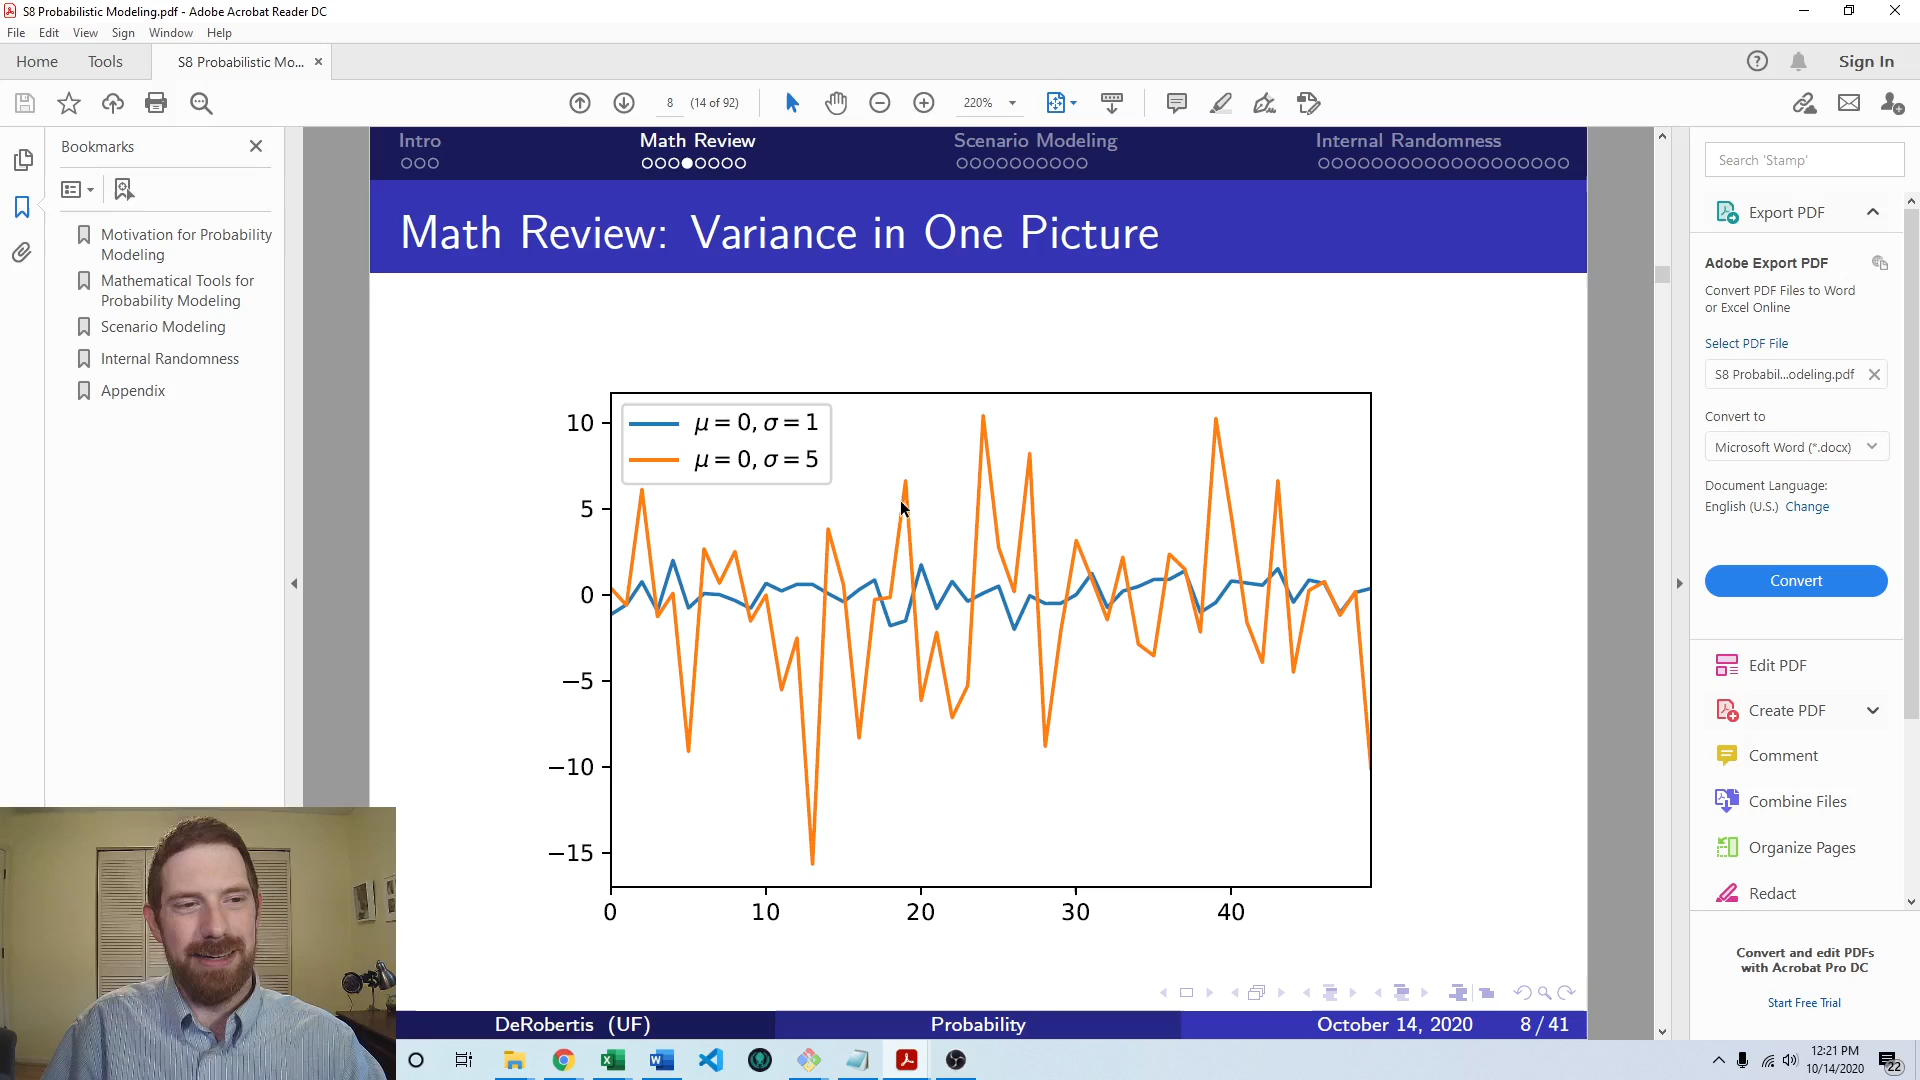 S8 Probabilistic Modeling.pdf - Adobe Acrobat Reader DC
File Edit View Sign Window Help
Home Tools S8 Probabilistic Mo... × Sign In
8 (14 of 92) 220%
Bookmarks
Motivation for Probability
Modeling
Mathematical Tools for
Probability Modeling
Scenario Modeling
Internal Randomness
Appendix
Intro Math Review Scenario Modeling Internal Randomness
Math Review: Variance in One Picture
μ = 0, σ = 1
μ = 0, σ = 5
10
5
0
−5
−10
−15
0 10 20 30 40
DeRobertis (UF) Probability October 14, 2020 8 / 41
Search 'Stamp'
Export PDF
Adobe Export PDF
Convert PDF Files to Word
or Excel Online
Select PDF File
S8 Probabil...odeling.pdf
Convert to
Microsoft Word (*.docx)
Document Language:
English (U.S.) Change
Convert
Edit PDF
Create PDF
Comment
Combine Files
Organize Pages
Redact
Convert and edit PDFs
with Acrobat Pro DC
Start Free Trial
12:21 PM
10/14/2020
22